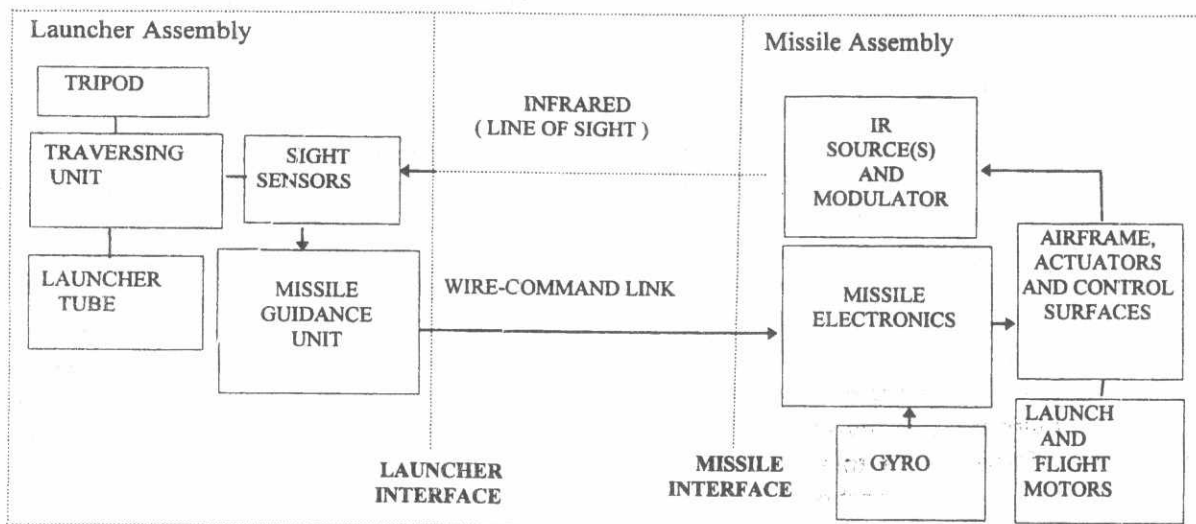 Launcher Assembly
TRIPOD
TRAVERSING
UNIT
SIGHT
SENSORS
LAUNCHER
TUBE
MISSILE
GUIDANCE
UNIT
INFRARED
( LINE OF SIGHT )
WIRE-COMMAND LINK
LAUNCHER
INTERFACE
MISSILE
INTERFACE
Missile Assembly
IR
SOURCE(S)
AND
MODULATOR
MISSILE
ELECTRONICS
AIRFRAME,
ACTUATORS
AND CONTROL
SURFACES
GYRO
LAUNCH
AND
FLIGHT
MOTORS